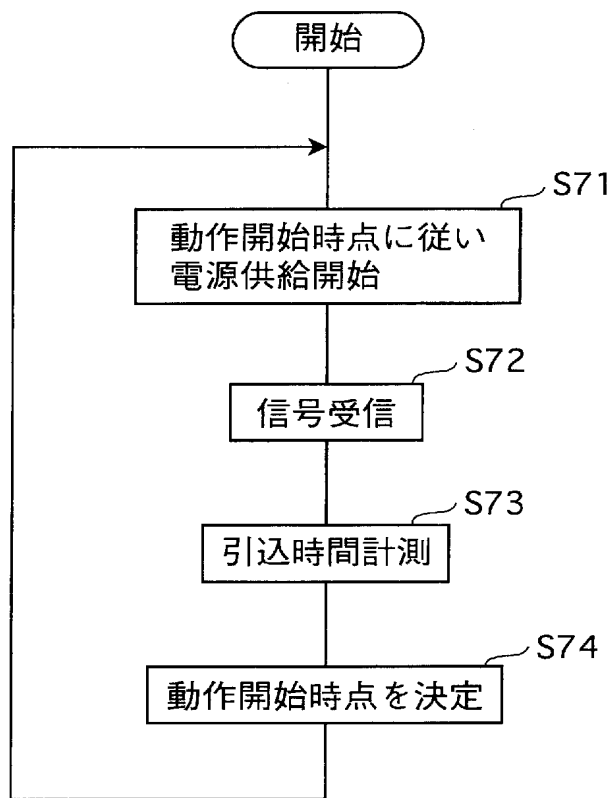 開始
S71
動作開始時点に従い
電源供給開始
S72
信号受信
S73
引込時間計測
S74
動作開始時点を決定